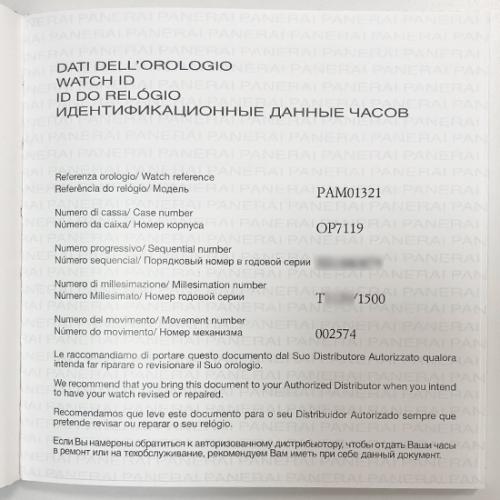 DATI DELL'OROLOGIO
WATCH ID
ID DO RELÓGIO
ИДЕНТИФИКАЦИОННЫЕ ДАННЫЕ ЧАСОВ
Referenza orologio/ Watch reference
Referência do relógio/ Модель
PAM01321
Numero di cassa/ Case number
Número da caixa/ Номер корпуса
OP7119
Numero progressivo/ Sequential number
Número sequencial/ Порядковый номер в годовой серии
Numero di millesimazione/ Millesimation number
Número Millesimato/ Номер годовой серии
T /1500
Numero del movimento/ Movement number
Número do movimento/ Номер механизма
002574
Le raccomandiamo di portare questo documento dal Suo Distributore Autorizzato qualora
intenda far riparare o revisionare il Suo orologio.
We recommend that you bring this document to your Authorized Distributor when you intend
to have your watch revised or repaired.
Recomendamos que leve este documento para o seu Distribuidor Autorizado sempre que
pretende revisar ou reparar o seu relógio.
Если Вы намерены обратиться к авторизованному дистрибьютору, чтобы отдать Ваши часы
в ремонт или на техобслуживание, рекомендуем Вам иметь при себе данный документ.